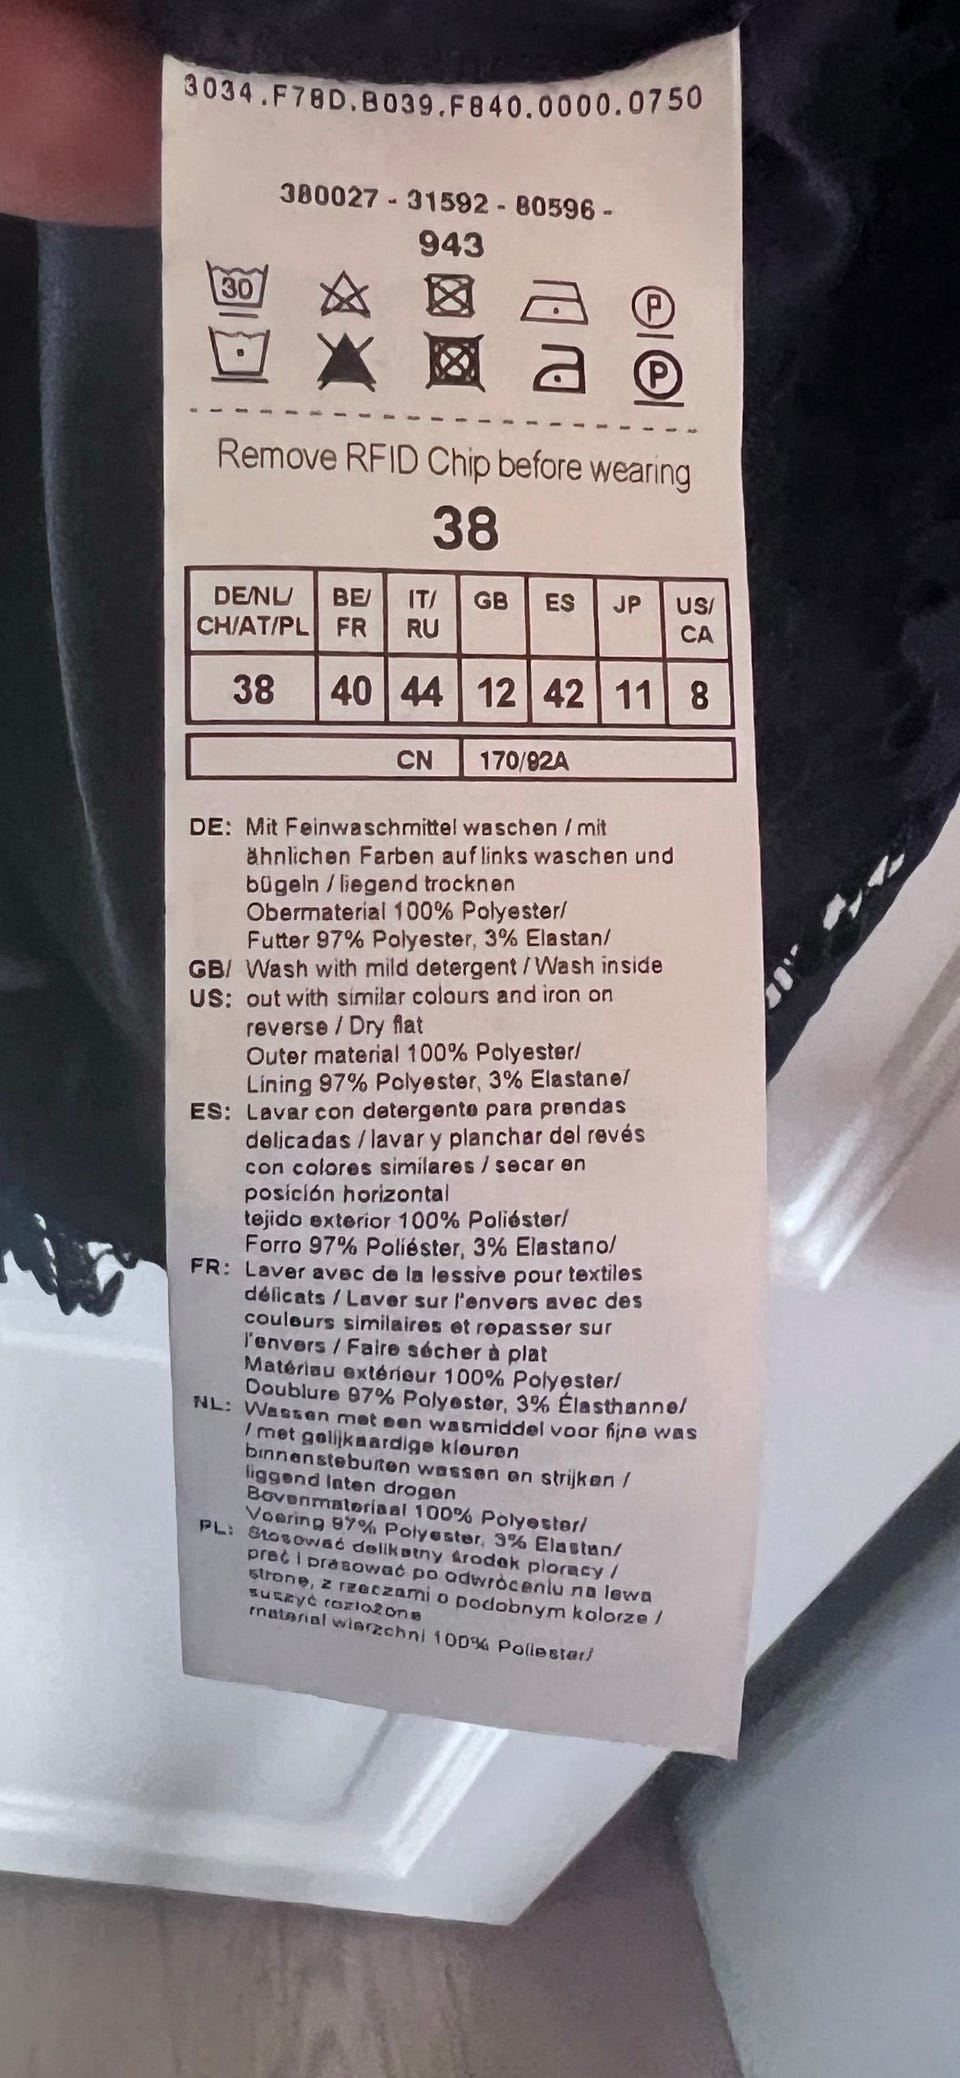 3034.F78D.B039.F840.0000.0750
380027 - 31592 - 80596 -
943
30 P
P
Remove RFID Chip before wearing
38
DE/NL/ BE/ IT/ GB ES JP US/
CH/AT/PL FR RU CA
38 40 44 12 42 11 8
CN 170/92A
DE: Mit Feinwaschmittel waschen / mit
ähnlichen Farben auf links waschen und
bügeln / liegend trocknen
Obermaterial 100% Polyester/
Futter 97% Polyester, 3% Elastan/
GB/ Wash with mild detergent / Wash inside
US: out with similar colours and iron on
reverse / Dry flat
Outer material 100% Polyester/
Lining 97% Polyester, 3% Elastane/
ES: Lavar con detergente para prendas
delicadas / lavar y planchar del revés
con colores similares / secar en
posición horizontal
tejido exterior 100% Poliéster/
Forro 97% Poliéster, 3% Elastano/
FR: Laver avec de la lessive pour textiles
délicats / Laver sur l'envers avec des
couleurs similaires et repasser sur
l'envers / Faire sécher à plat
Matériau extérieur 100% Polyester/
Doublure 97% Polyester, 3% Élasthanne/
NL: Wassen met een wasmiddel voor fijne was
/ met gelijkaardige kleuren
binnenstebuiten wassen en strijken /
liggend laten drogen
Bovenmateriaal 100% Polyester/
Voering 97% Polyester, 3% Elastan/
PL: Stosować delikatny środek piorący /
prać i prasować po odwróceniu na lewa
stronę, z rzeczami o podobnym kolorze /
suszyć rozłożone
materiał wierzchni 100% Poliester/